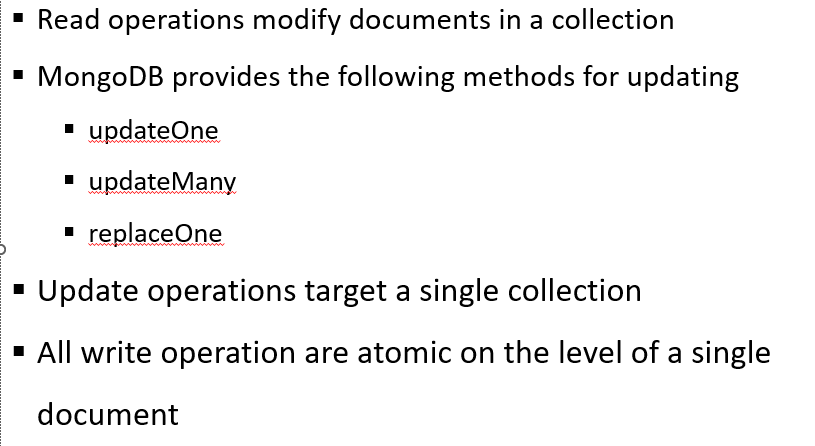 ▪ Read operations modify documents in a collection
▪ MongoDB provides the following methods for updating
▪ updateOne
▪ updateMany
▪ replaceOne
▪ Update operations target a single collection
▪ All write operation are atomic on the level of a single
document